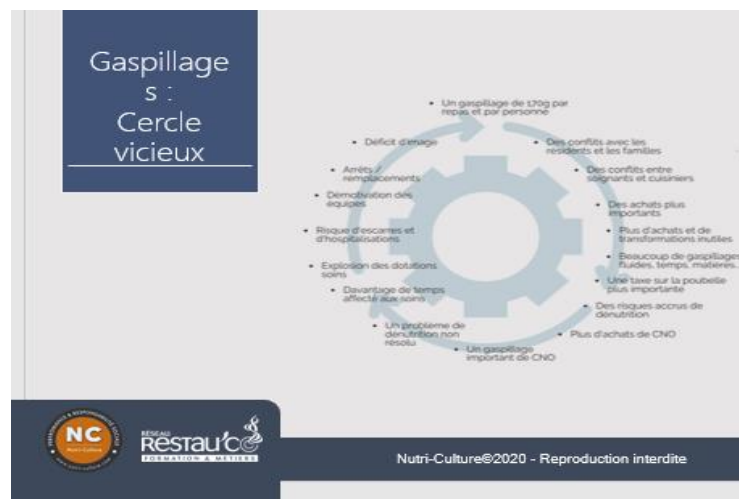 Gaspillage
s :
Cercle
vicieux
• Un gaspillage de 170g par
repas et par personne
• Des conflits avec les
résidents et les familles
• Des conflits entre
soignants et cuisiniers
• Des achats plus
importants
• Plus d'achats et de
transformations inutiles
• Beaucoup de gaspillages
fluides, temps, matières..
• Une taxe sur la poubelle
plus importante
• Des risques accrus de
dénutrition
• Plus d'achats de CNO
• Un gaspillage
important de CNO
• Un problème de
dénutrition non
résolu
• Davantage de temps
affecté aux soins
• Explosion des dotations
soins
• Risque d'escarres et
d'hospitalisations
• Démotivation des
équipes
• Arrêts /
remplacements
• Déficit d'image
NC
Nutri-Culture
RÉSEAU
RESTAU'CO
FORMATION & MÉTIERS
Nutri-Culture©2020 - Reproduction interdite